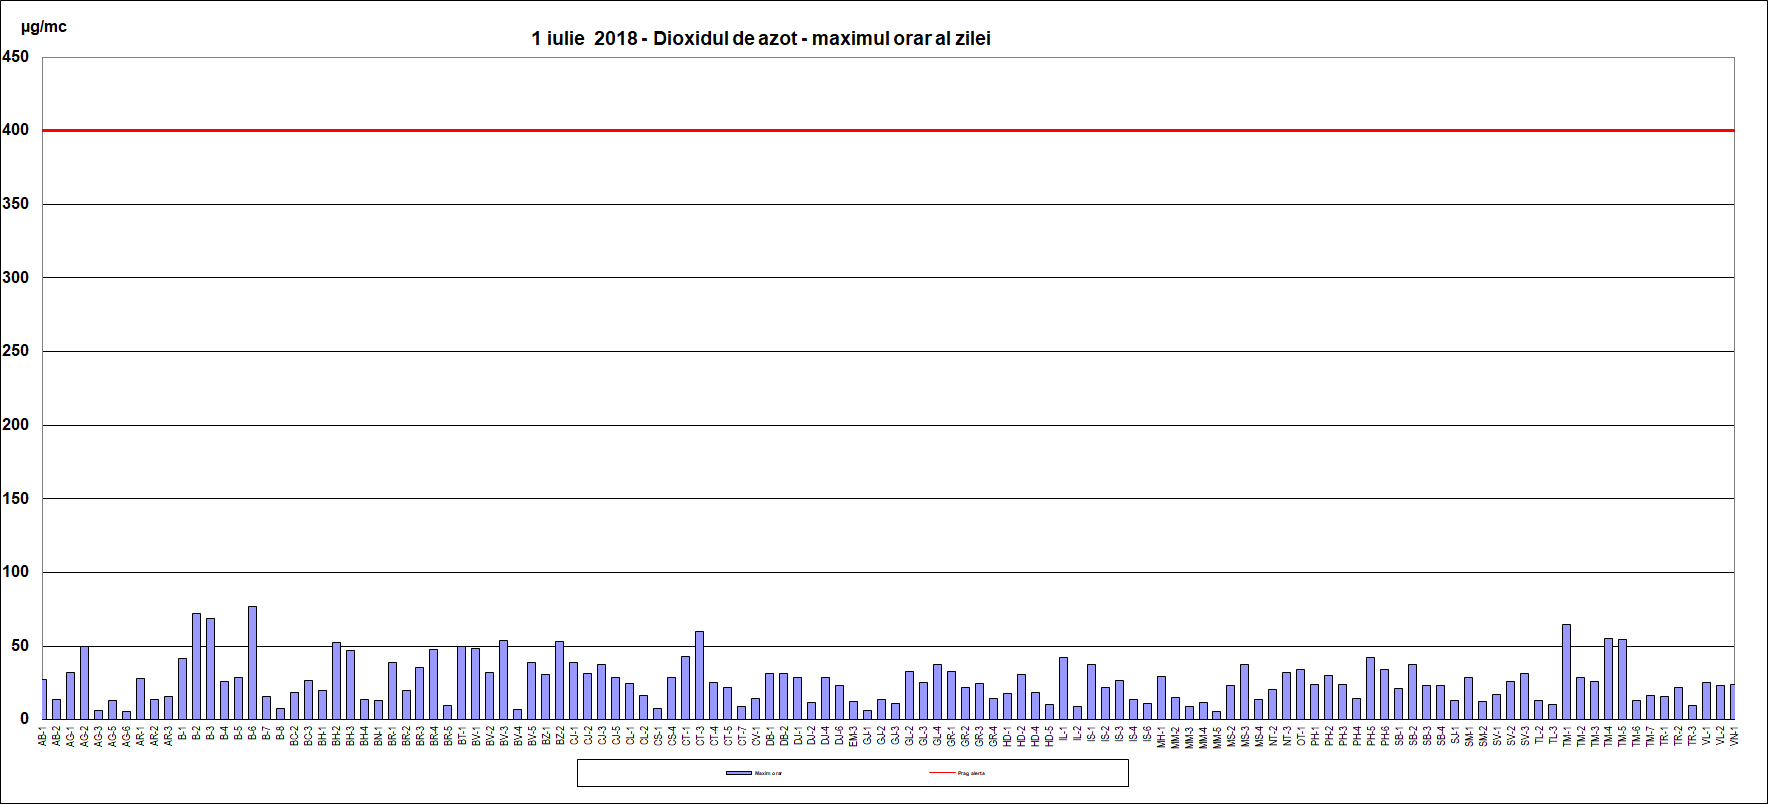 µg/mc
1 iulie 2018 - Dioxidul de azot - maximul orar al zilei
450
400
350
300
250
200
150
100
50
0
AB-1 AB-2 AG-1 AG-2 AG-3 AG-5 AG-6 AR-1 AR-2 AR-3 B-1 B-2 B-3 B-4 B-5 B-6 B-7 B-8 BC-2 BC-3 BH-1 BH-2 BH-3 BH-4 BN-1 BR-1 BR-2 BR-3 BR-4 BR-5 BT-1 BV-1 BV-2 BV-3 BV-4 BV-5 BZ-1 BZ-2 CJ-1 CJ-2 CJ-3 CJ-5 CL-1 CL-2 CS-1 CS-4 CT-1 CT-2 CT-4 CT-5 CT-7 CV-1 DB-1 DB-2 DJ-1 DJ-2 DJ-4 DJ-6 EM-3 GJ-1 GJ-2 GJ-3 GL-2 GL-3 GL-4 GR-1 GR-2 GR-3 GR-4 HD-1 HD-2 HD-4 HD-5 IL-1 IL-2 IS-1 IS-2 IS-3 IS-4 IS-6 MH-1 MM-2 MM-3 MM-4 MM-5 MS-2 MS-3 MS-4 NT-2 NT-3 OT-1 PH-1 PH-2 PH-3 PH-4 PH-5 PH-6 SB-1 SB-2 SB-3 SB-4 SJ-1 SM-1 SM-2 SV-1 SV-2 SV-3 TL-2 TL-3 TM-1 TM-2 TM-3 TM-4 TM-5 TM-6 TM-7 TR-1 TR-2 TR-3 VL-1 VL-2 VN-1
Maxim orar Prag alerta